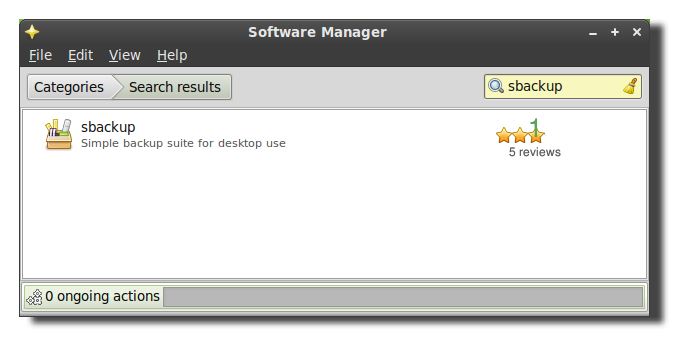 Software Manager
File Edit View Help
Categories Search results sbackup
sbackup 1
Simple backup suite for desktop use
5 reviews
0 ongoing actions